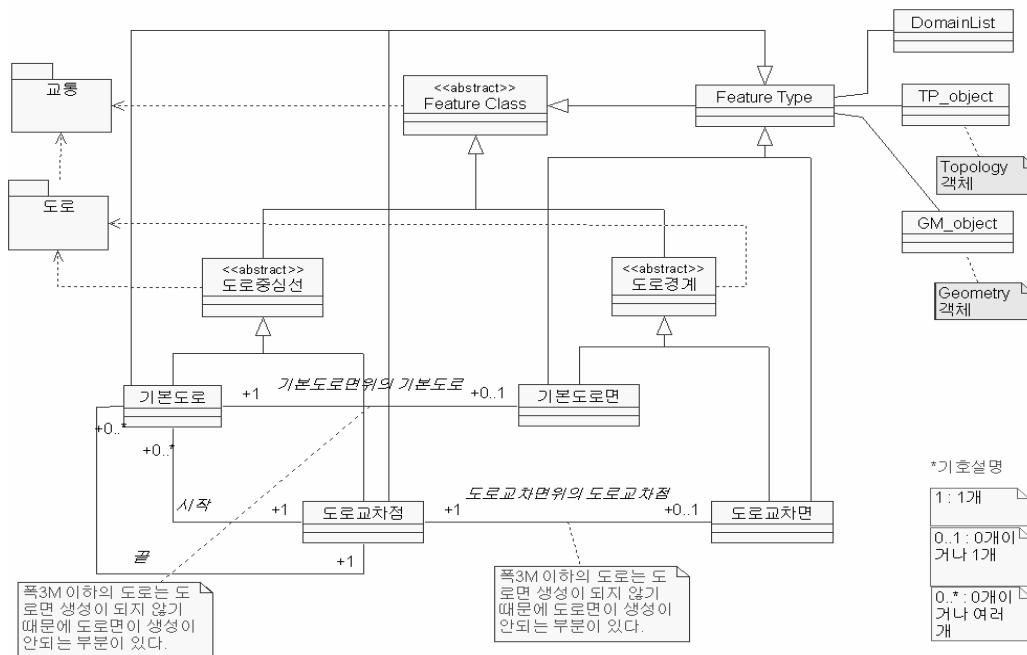 DomainList
교통
<<abstract>>
Feature Class
Feature Type
TP_object
Topology
객체
도로
GM_object
<<abstract>>
도로중심선
<<abstract>>
도로경계
Geometry
객체
기본도로면위의 기본도로
기본도로
+1
+0..1
기본도로면
+0..*
+0..*
*기호설명
시작
+1
도로교차점
+1
도로교차면위의 도로교차점
+0..1
도로교차면
1 : 1개
끝
+1
0..1 : 0개이
거나 1개
폭3M 이하의 도로는 도
로면 생성이 되지 않기
때문에 도로면이 생성이
안되는 부분이 있다.
폭3M 이하의 도로는 도
로면 생성이 되지 않기
때문에 도로면이 생성이
안되는 부분이 있다.
0..* : 0개이
거나 여러
개